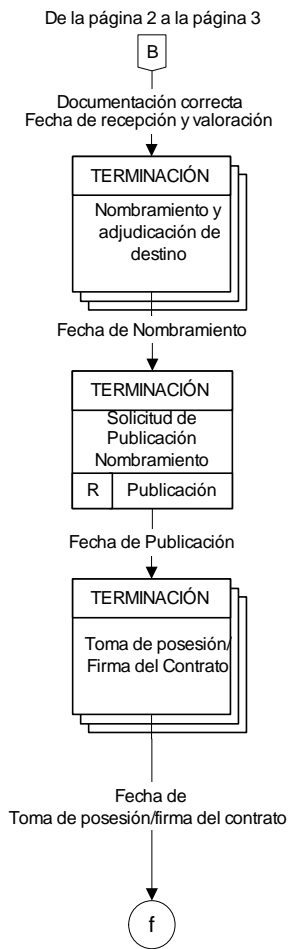 De la página 2 a la página 3
B
Documentación correcta
Fecha de recepción y valoración
TERMINACIÓN
Nombramiento y
adjudicación de
destino
Fecha de Nombramiento
TERMINACIÓN
Solicitud de
Publicación
Nombramiento
R Publicación
Fecha de Publicación
TERMINACIÓN
Toma de posesión/
Firma del Contrato
Fecha de
Toma de posesión/firma del contrato
f